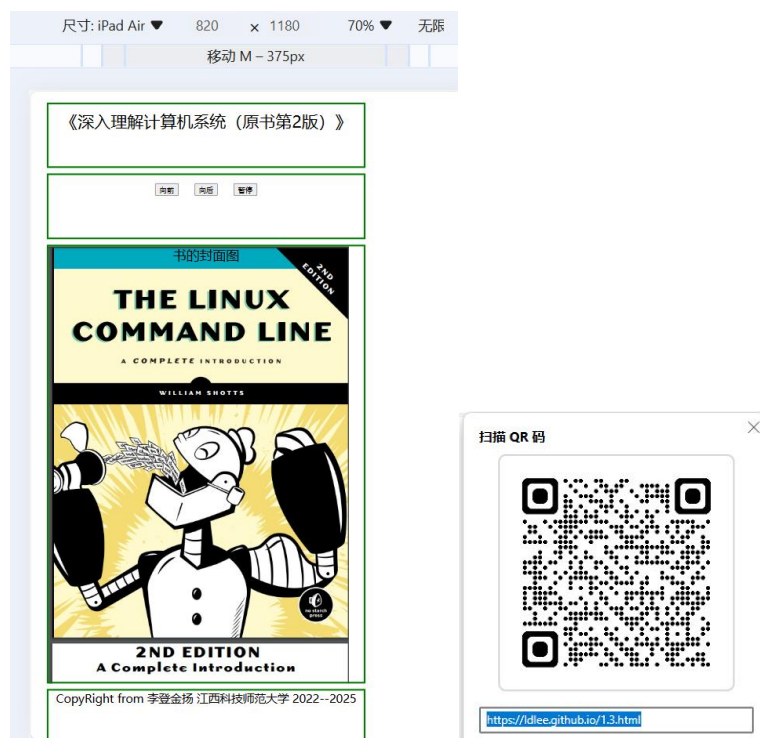 尺寸: iPad Air ▼ 820 × 1180 70% ▼ 无限
移动 M – 375px
《深入理解计算机系统（原书第2版）》
向前 向后 暂停
书的封面图
2ND
EDITION
THE LINUX
COMMAND LINE
A COMPLETE INTRODUCTION
WILLIAM SHOTTS
no starch
press
2ND EDITION
A Complete Introduction
CopyRight from 李登金扬 江西科技师范大学 2022--2025
扫描 QR 码
https://ldlee.github.io/1.3.html